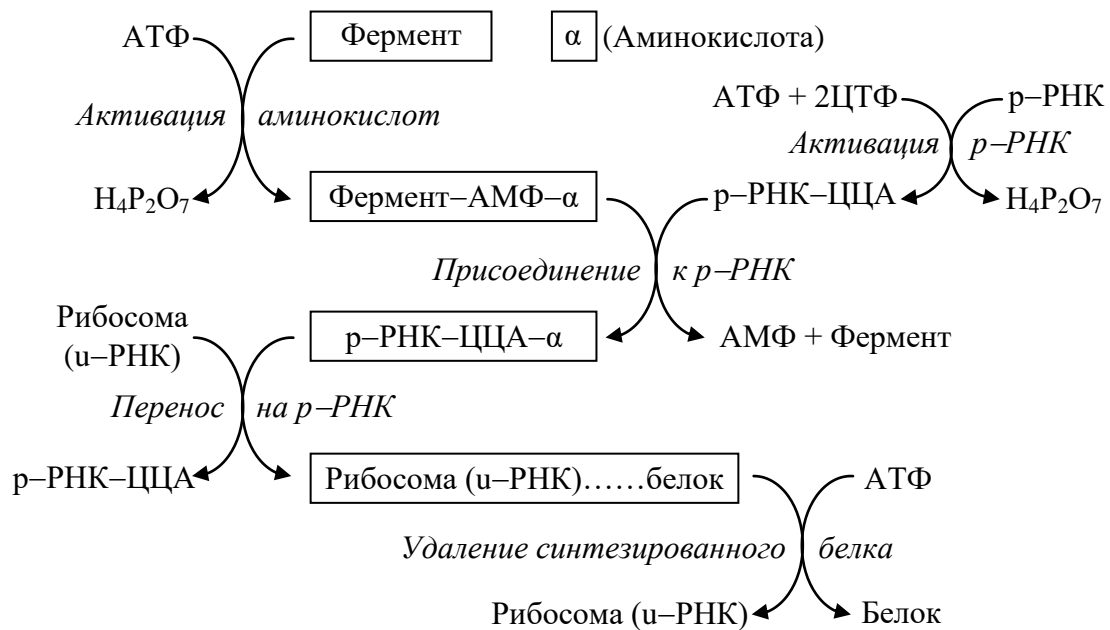 АТФ Фермент α (Аминокислота)
АТФ + 2ЦТФ р–РНК
Активация аминокислот
Активация р–РНК
H₄P₂O₇ Фермент–АМФ–α р–РНК–ЦЦА H₄P₂O₇
Присоединение к р–РНК
Рибосома
(u–РНК) р–РНК–ЦЦА-α АМФ + Фермент
Перенос на р–РНК
р–РНК–ЦЦА Рибосома (u–РНК)……белок АТФ
Удаление синтезированного белка
Рибосома (u–РНК) Белок